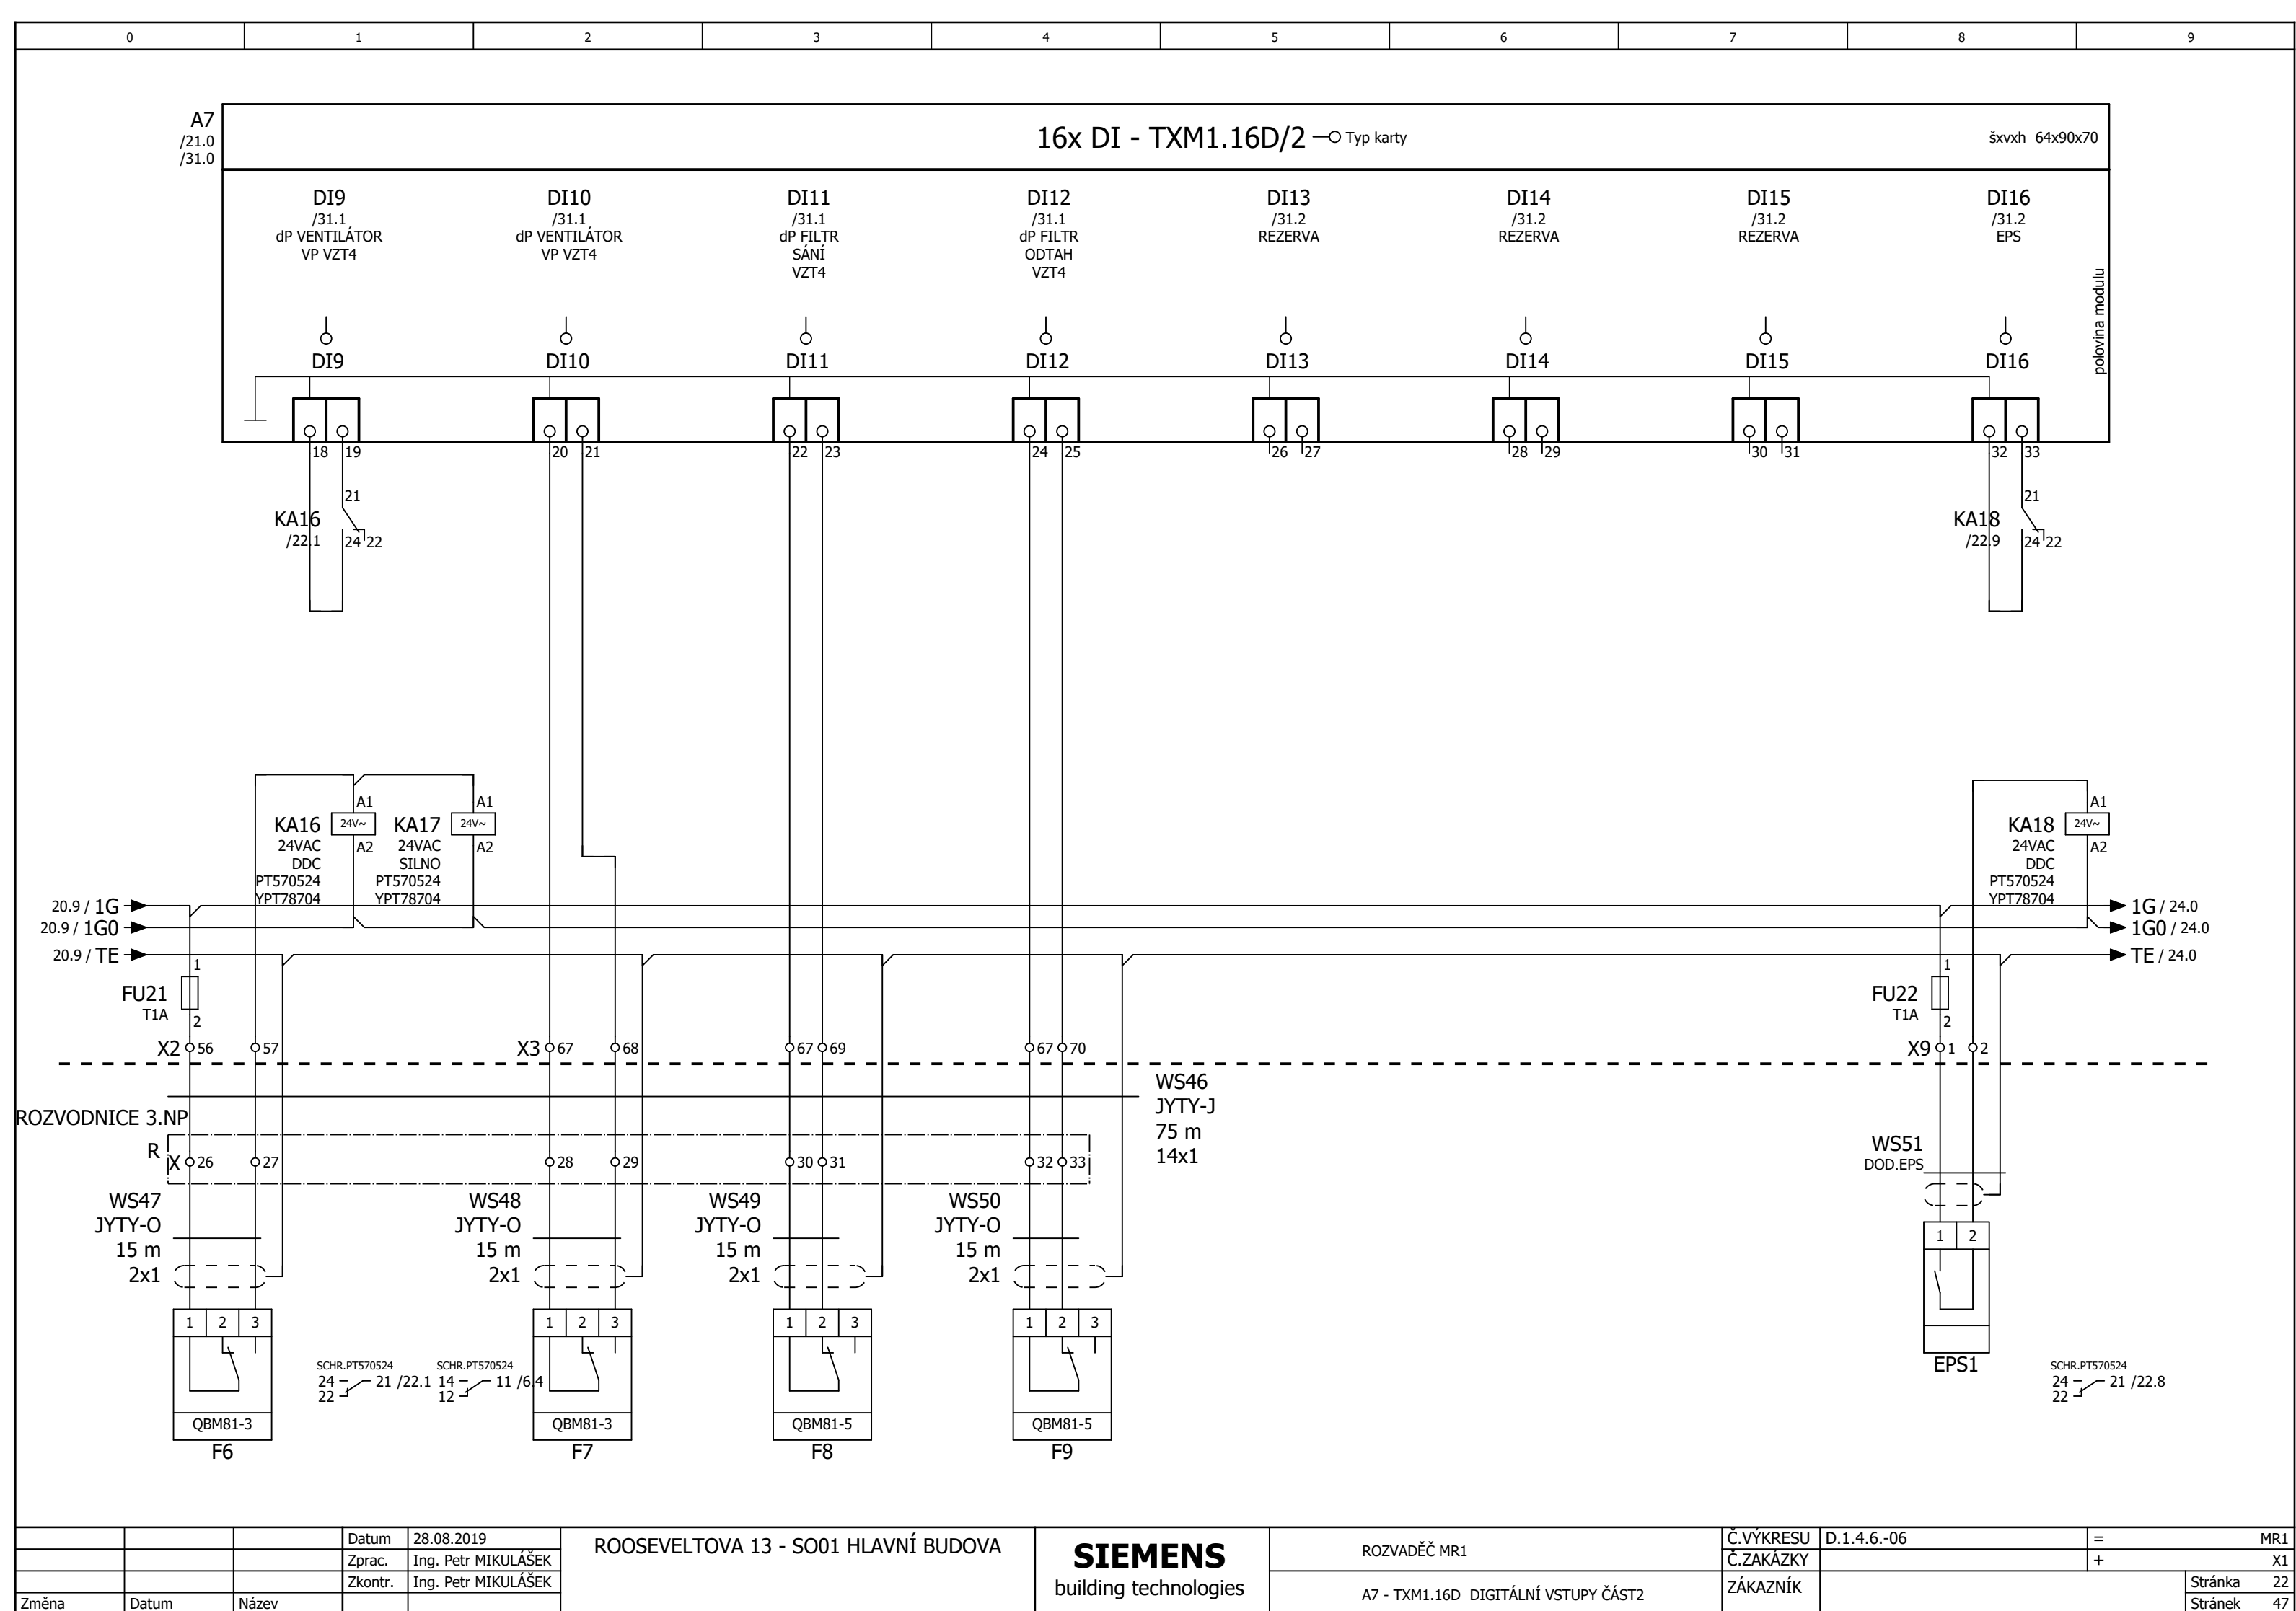 0 1 2 3 4 5 6 7 8 9
A7
/21.0
/31.0
16x DI - TXM1.16D/2 Typ karty
šxvxh 64x90x70
DI9 DI10 DI11 DI12 DI13 DI14 DI15 DI16
/31.1 /31.1 /31.1 /31.1 /31.2 /31.2 /31.2 /31.2
dP VENTILÁTOR dP VENTILÁTOR dP FILTR dP FILTR REZERVA REZERVA REZERVA EPS
VP VZT4 VP VZT4 SÁNÍ ODTAH
VZT4 VZT4
polovina modulu
DI9 DI10 DI11 DI12 DI13 DI14 DI15 DI16
18 19 20 21 22 23 24 25 26 27 28 29 30 31 32 33
21 21
KA16 KA18
/22.1 24 22 /22.9 24 22
A1 A1 A1
KA16 24V~ KA17 24V~ KA18 24V~
24VAC A2 24VAC A2 24VAC A2
DDC SILNO DDC
PT570524 PT570524 PT570524
YPT78704 YPT78704 YPT78704
20.9 / 1G 1G / 24.0
20.9 / 1G0 1G0 / 24.0
20.9 / TE TE / 24.0
1 1
FU21 FU22
T1A T1A
2 2
X2 56 57 X3 67 68 67 69 67 70 X9 1 2
WS46
JYTY-J
75 m
14x1
ROZVODNICE 3.NP
R
X 26 27 28 29 30 31 32 33
WS51
DOD.EPS
WS47 WS48 WS49 WS50
JYTY-O JYTY-O JYTY-O JYTY-O
15 m 15 m 15 m 15 m
2x1 2x1 2x1 2x1
1 2
1 2 3 1 2 3 1 2 3 1 2 3
EPS1
SCHR.PT570524 SCHR.PT570524 SCHR.PT570524
24 21 /22.1 14 11 /6.4 24 21 /22.8
22 12 22
QBM81-3 QBM81-3 QBM81-5 QBM81-5
F6 F7 F8 F9
Datum 28.08.2019
Zprac. Ing. Petr MIKULÁŠEK
Zkontr. Ing. Petr MIKULÁŠEK
Změna Datum Název
ROOSEVELTOVA 13 - SO01 HLAVNÍ BUDOVA
SIEMENS
building technologies
ROZVADĚČ MR1
A7 - TXM1.16D DIGITÁLNÍ VSTUPY ČÁST2
Č.VÝKRESU D.1.4.6.-06
Č.ZAKÁZKY
ZÁKAZNÍK
= MR1
+ X1
Stránka 22
Stránek 47